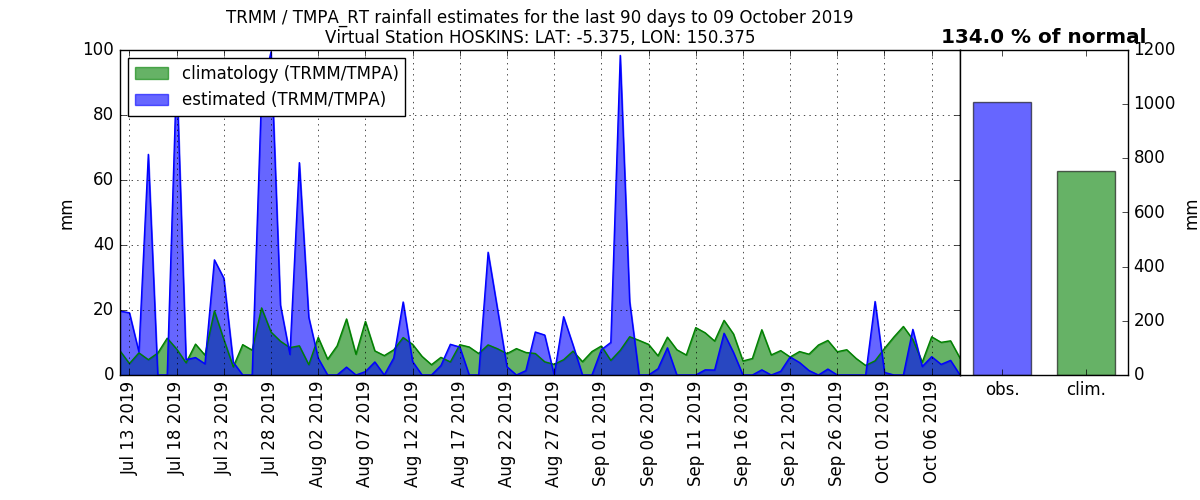 TRMM / TMPA_RT rainfall estimates for the last 90 days to 09 October 2019
Virtual Station HOSKINS: LAT: -5.375, LON: 150.375
134.0 % of normal
climatology (TRMM/TMPA)
estimated (TRMM/TMPA)
100
80
60
40
20
0
mm
Jul 13 2019
Jul 18 2019
Jul 23 2019
Jul 28 2019
Aug 02 2019
Aug 07 2019
Aug 12 2019
Aug 17 2019
Aug 22 2019
Aug 27 2019
Sep 01 2019
Sep 06 2019
Sep 11 2019
Sep 16 2019
Sep 21 2019
Sep 26 2019
Oct 01 2019
Oct 06 2019
1200
1000
800
600
400
200
0
mm
obs.
clim.